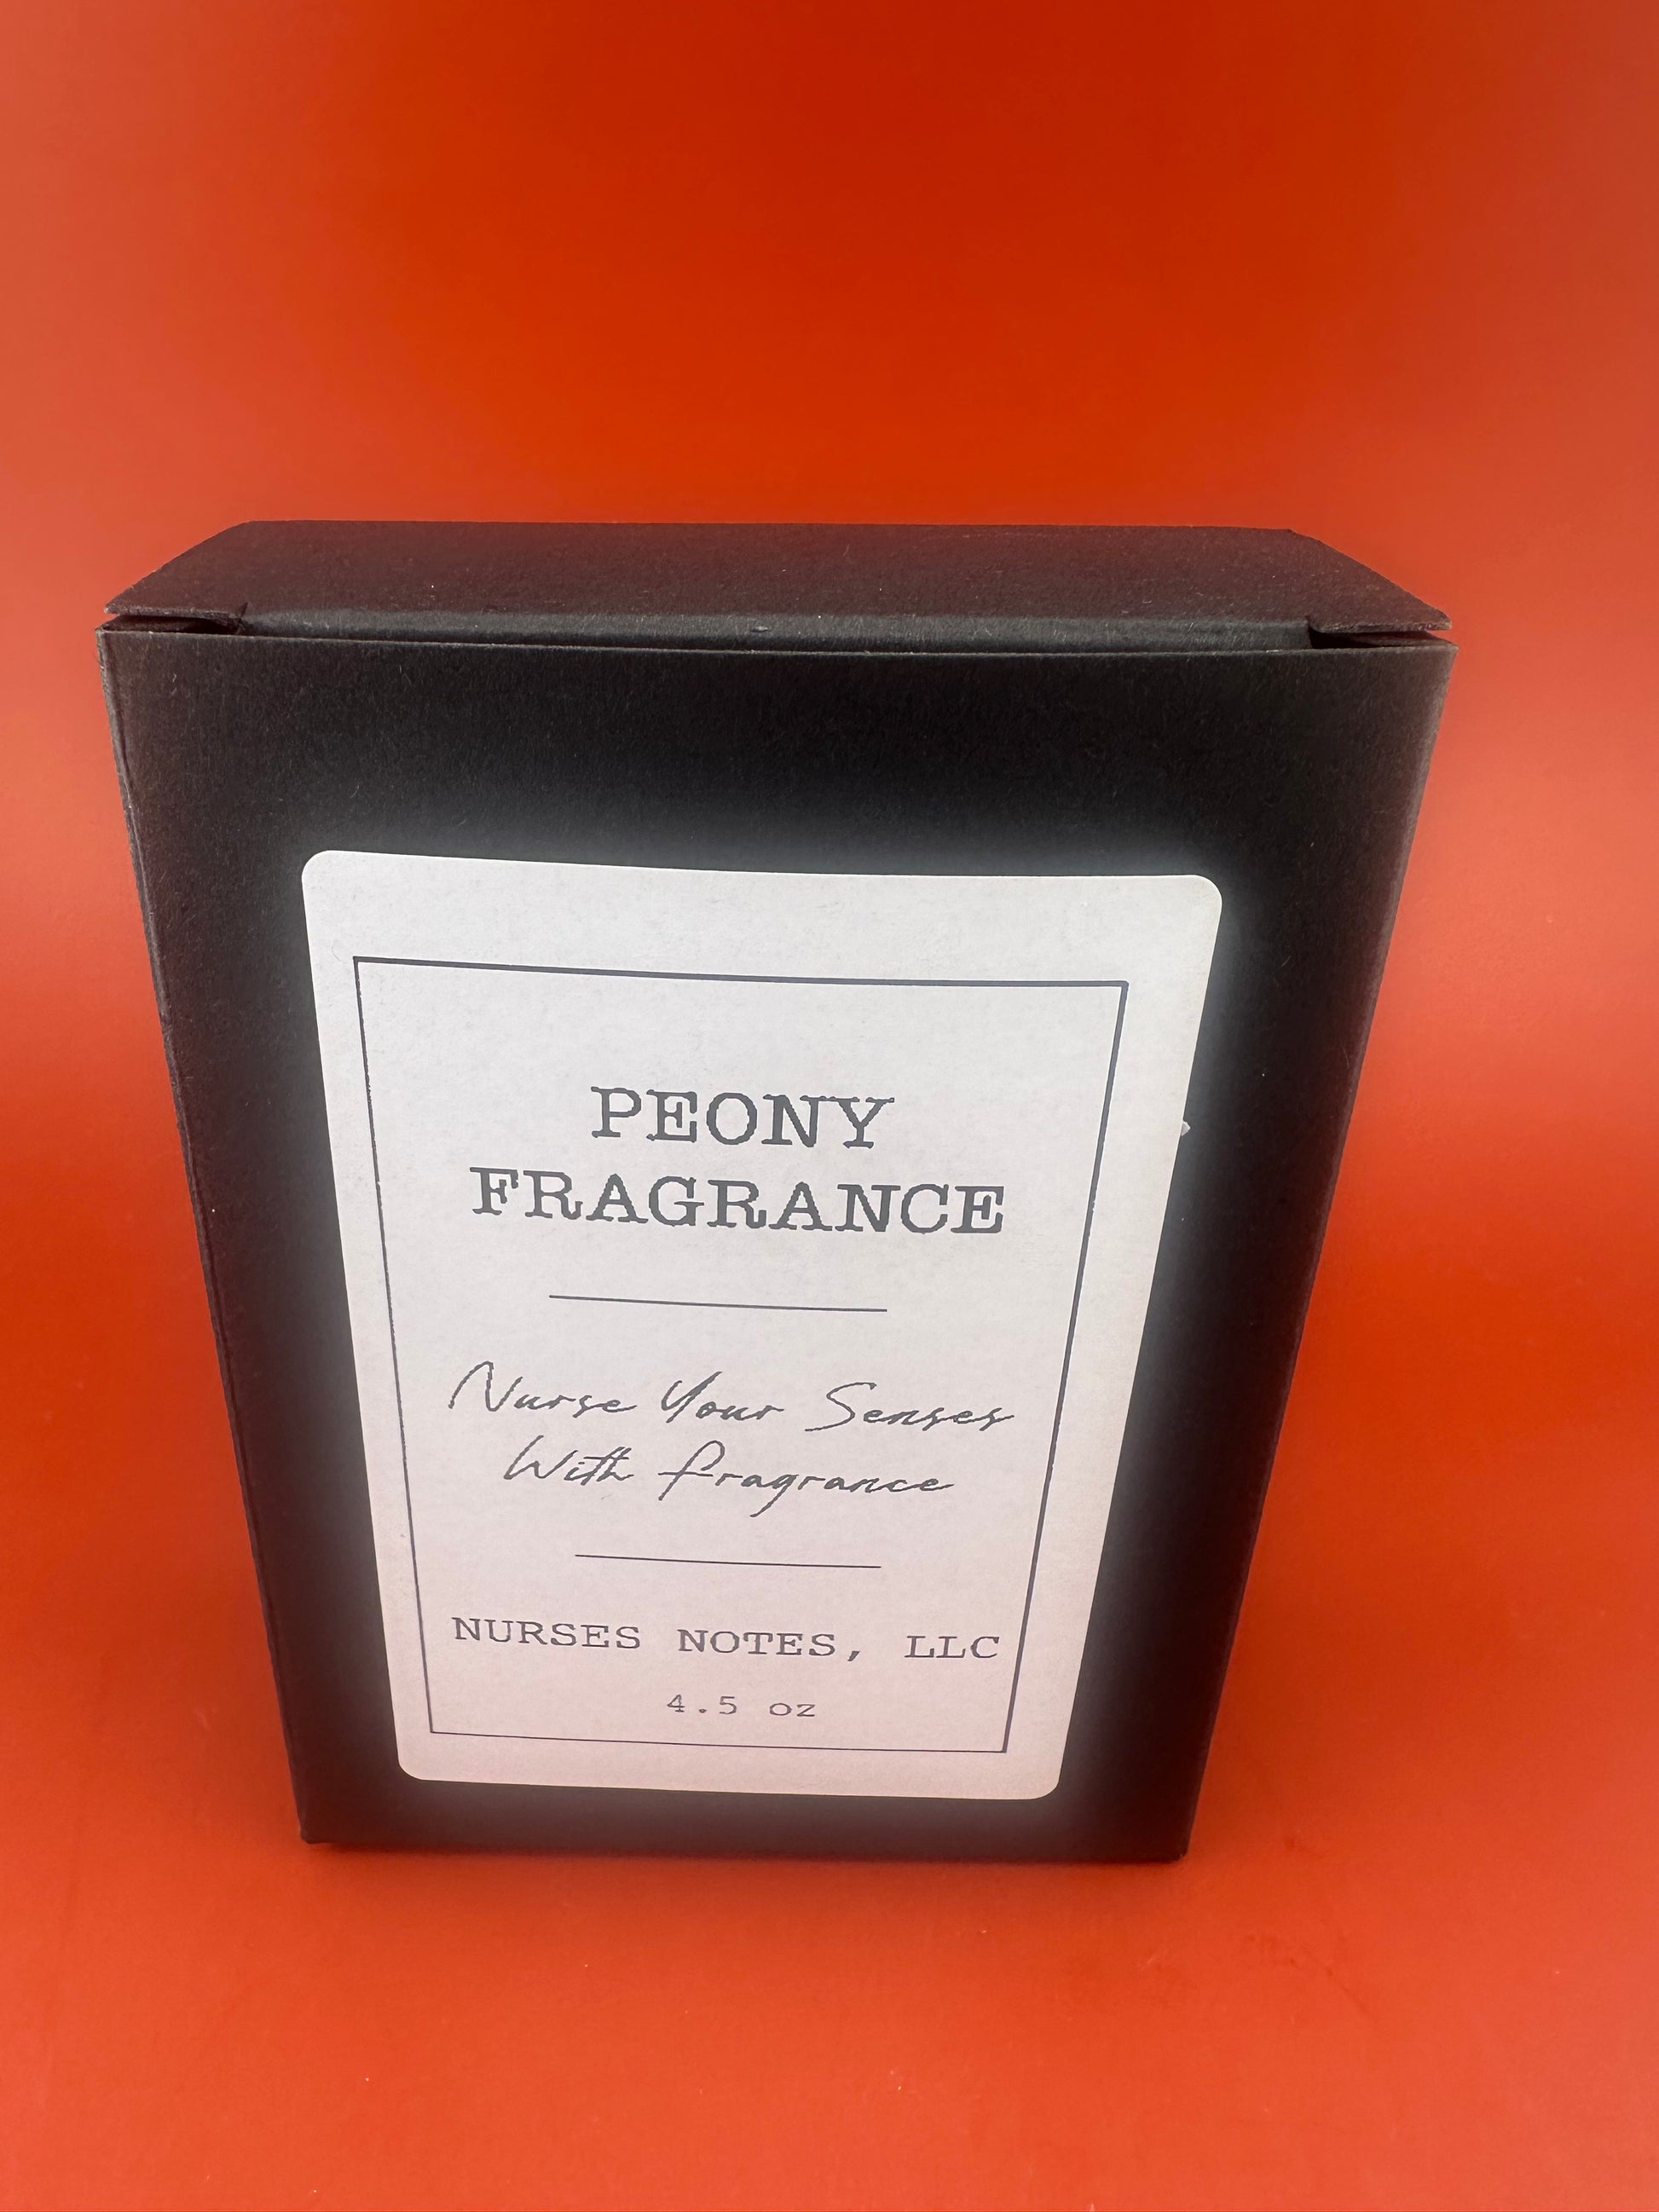 PEONY
FRAGRANCE
Nurse Your Senses
With fragrance
NURSES NOTES, LLC
4.5 oz